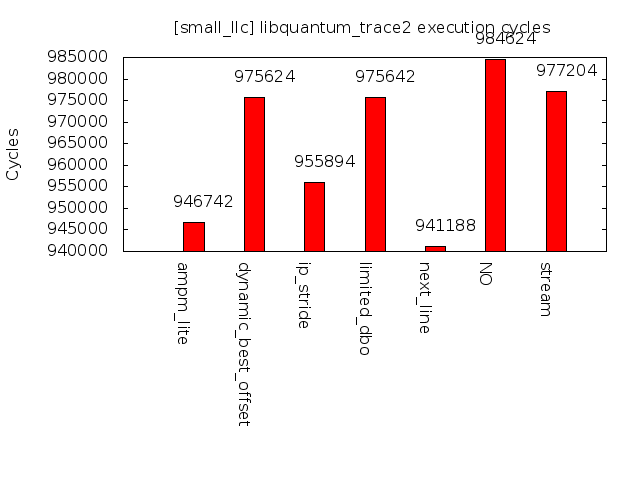 [small_llc] libquantum_trace2 execution cycles
984624
985000
980000
975000
970000
965000
960000
955000
950000
945000
940000
Cycles
946742
975624
955894
975642
941188
977204
ampm_lite
dynamic_best_offset
ip_stride
limited_dbo
next_line
NO
stream